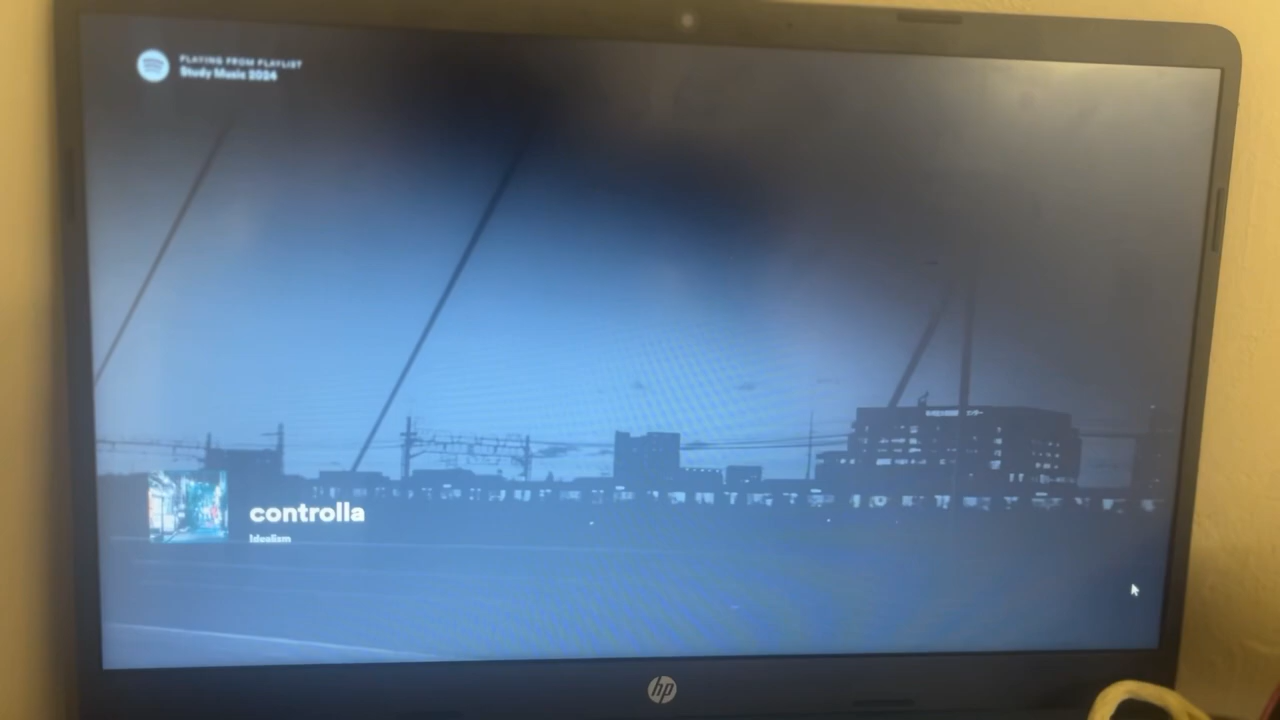 PLAYING FROM PLAYLIST
Study Music 2024
controlla
Idealism
hp